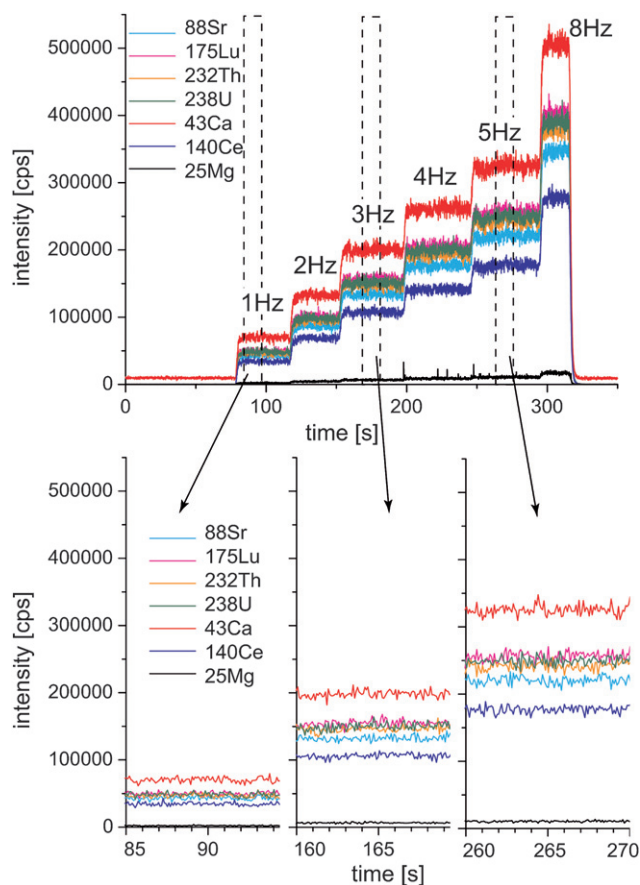 intensity [cps]
500000
400000
300000
200000
100000
0
88Sr
175Lu
232Th
238U
43Ca
140Ce
25Mg
1Hz
2Hz
3Hz
4Hz
5Hz
8Hz
0 100 200 300
time [s]
intensity [cps]
500000
400000
300000
200000
100000
0
88Sr
175Lu
232Th
238U
43Ca
140Ce
25Mg
85 90 160 165 260 265 270
time [s]